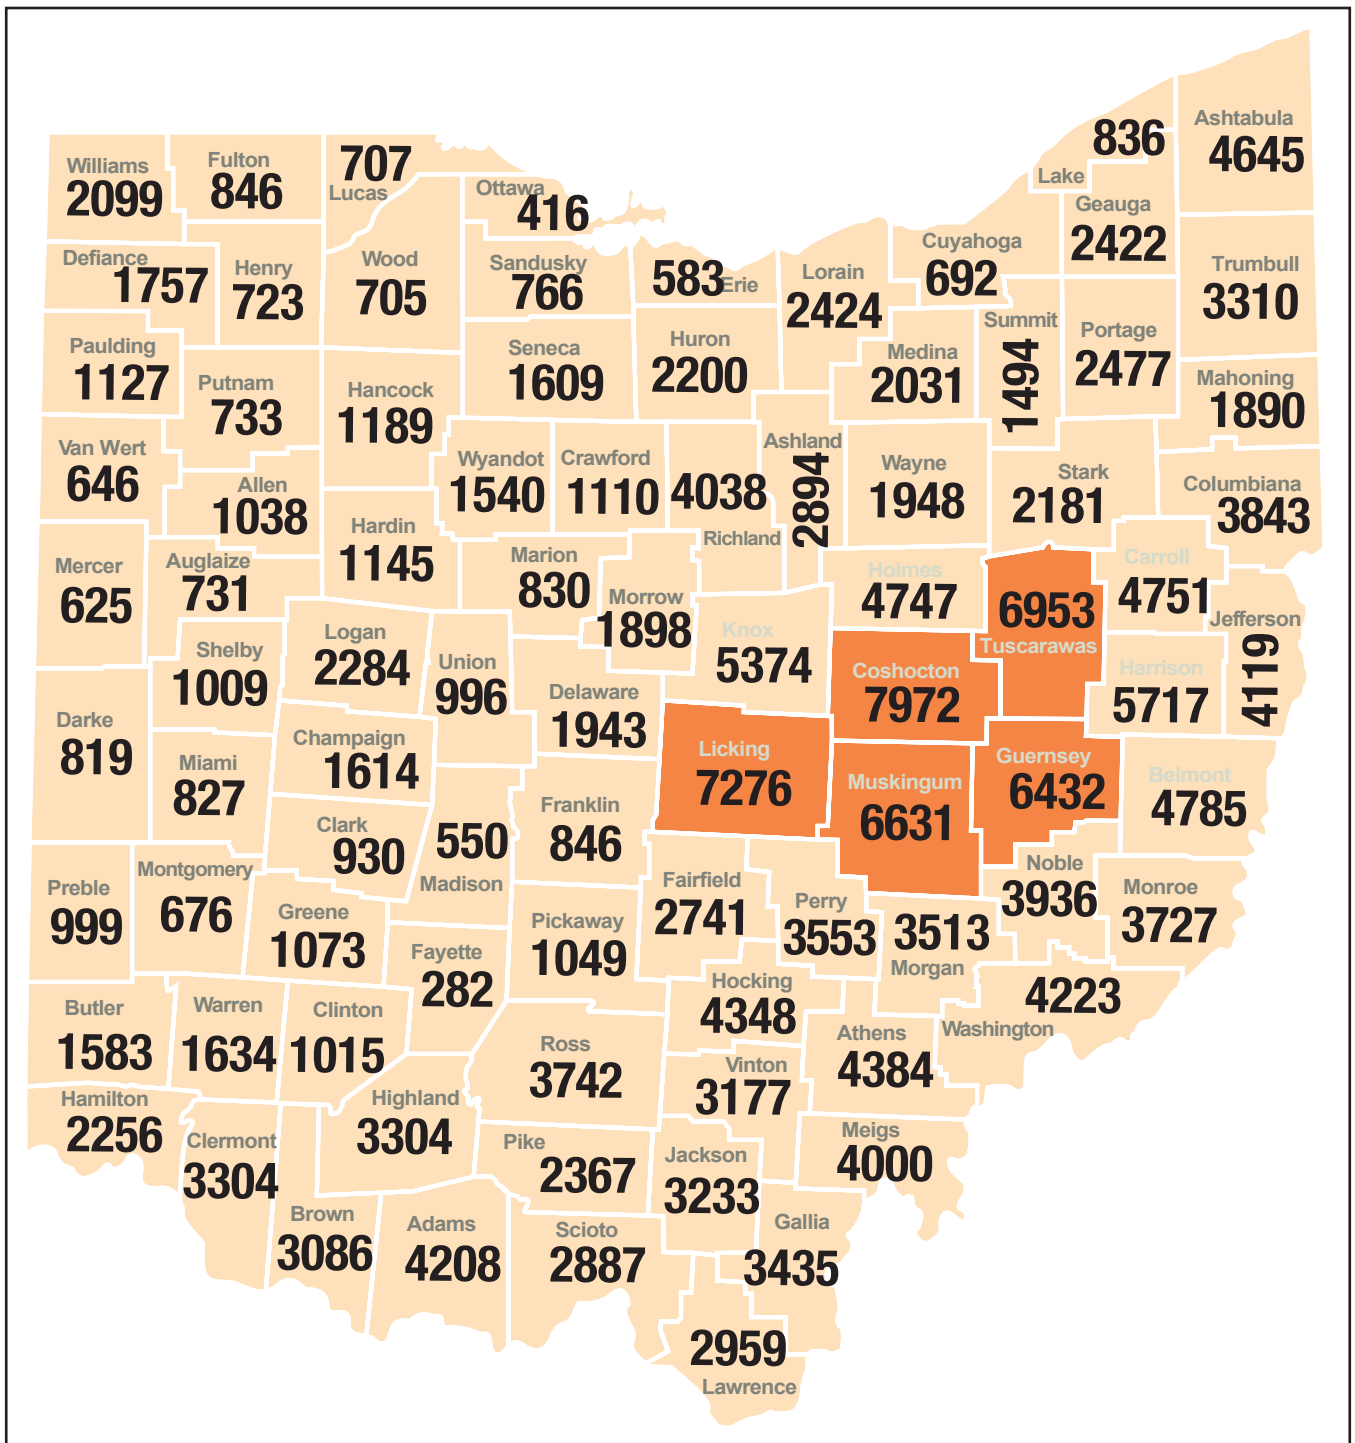 836
Lake
Ashtabula
4645
Williams
2099
Fulton
846
707
Lucas
Ottawa
416
Geauga
2422
Cuyahoga
692
Defiance
1757
Henry
723
Wood
705
Sandusky
766
583
Erie
Lorain
2424
Trumbull
3310
Summit
1494
Portage
2477
Paulding
1127
Putnam
733
Hancock
1189
Seneca
1609
Huron
2200
Medina
2031
Mahoning
1890
Van Wert
646
Allen
1038
Wyandot
1540
Crawford
1110
4038
Richland
Ashland
2894
Wayne
1948
Stark
2181
Columbiana
3843
Mercer
625
Auglaize
731
Hardin
1145
Marion
830
Morrow
1898
Knox
5374
Holmes
4747
6953
Tuscarawas
Carroll
4751
Jefferson
4119
Shelby
1009
Logan
2284
Union
996
Delaware
1943
Coshocton
7972
Harrison
5717
Darke
819
Miami
827
Champaign
1614
Licking
7276
Muskingum
6631
Guernsey
6432
Belmont
4785
Clark
930
550
Madison
Franklin
846
Preble
999
Montgomery
676
Greene
1073
Fayette
282
Pickaway
1049
Fairfield
2741
Perry
3553
3513
Morgan
Noble
3936
Monroe
3727
Butler
1583
Warren
1634
Clinton
1015
Ross
3742
Hocking
4348
Athens
4384
4223
Washington
Hamilton
2256
Clermont
3304
Highland
3304
Vinton
3177
Pike
2367
Jackson
3233
Meigs
4000
Brown
3086
Adams
4208
Scioto
2887
Gallia
3435
2959
Lawrence